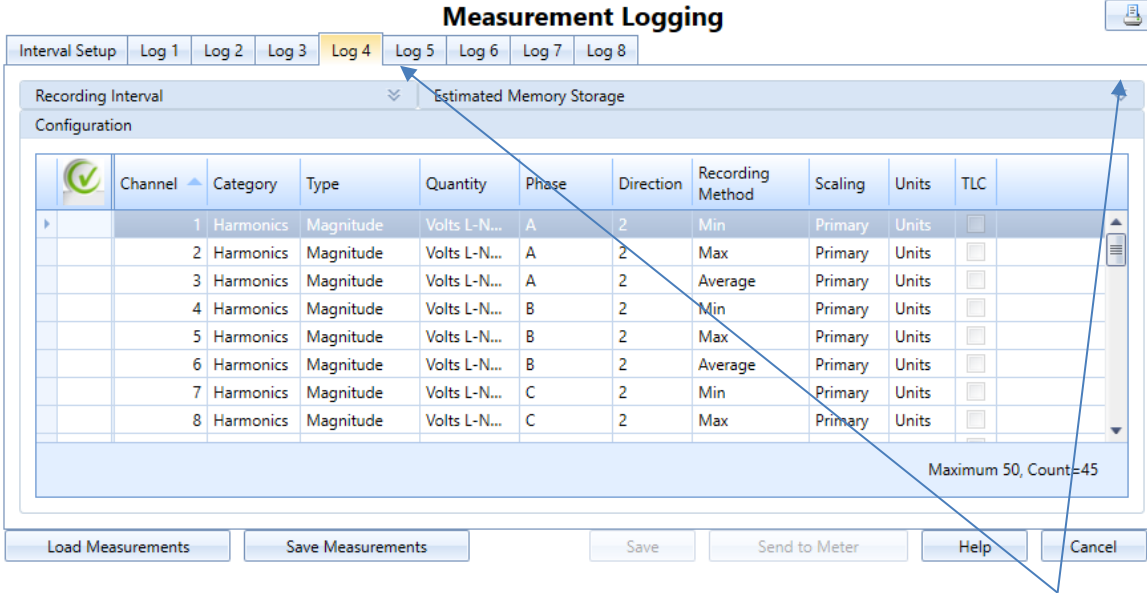 Measurement Logging
Interval Setup Log 1 Log 2 Log 3 Log 4 Log 5 Log 6 Log 7 Log 8
Recording Interval Estimated Memory Storage
Configuration
Channel Category Type Quantity Phase Direction Recording Method Scaling Units TLC
1 Harmonics Magnitude Volts L-N... A 2 Min Primary Units
2 Harmonics Magnitude Volts L-N... A 2 Max Primary Units
3 Harmonics Magnitude Volts L-N... A 2 Average Primary Units
4 Harmonics Magnitude Volts L-N... B 2 Min Primary Units
5 Harmonics Magnitude Volts L-N... B 2 Max Primary Units
6 Harmonics Magnitude Volts L-N... B 2 Average Primary Units
7 Harmonics Magnitude Volts L-N... C 2 Min Primary Units
8 Harmonics Magnitude Volts L-N... C 2 Max Primary Units
Maximum 50, Count=45
Load Measurements Save Measurements Save Send to Meter Help Cancel